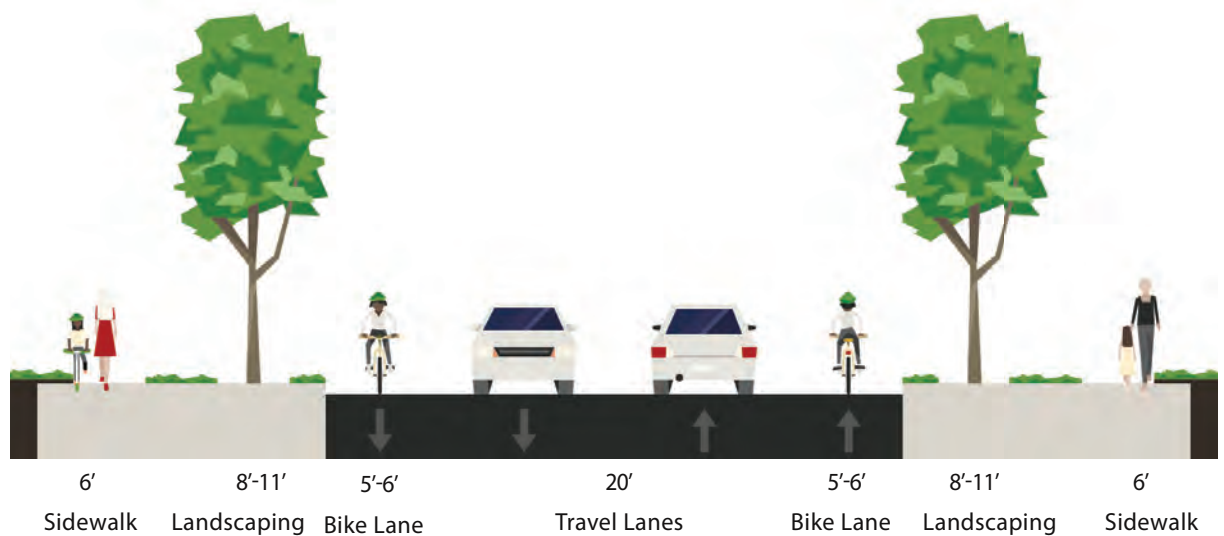 6’ 8’-11’ 5’-6’ 20’ 5’-6’ 8’-11’ 6’
Sidewalk Landscaping Bike Lane Travel Lanes Bike Lane Landscaping Sidewalk